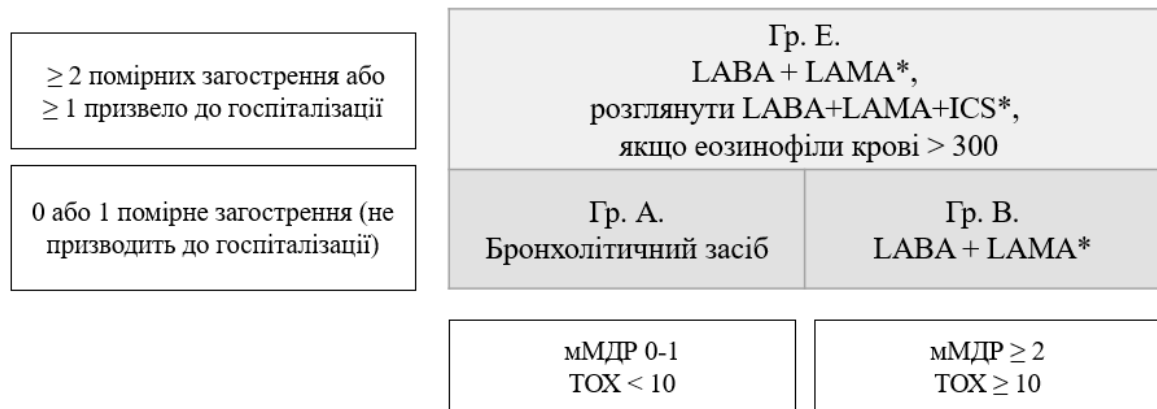 ≥ 2 помірних загострення або
≥ 1 призвело до госпіталізації
Гр. Е.
LABA + LAMA*,
розглянути LABA+LAMA+ICS*,
якщо еозинофіли крові > 300
0 або 1 помірне загострення (не
призводить до госпіталізації)
Гр. А.
Бронхолітичний засіб
Гр. В.
LABA + LAMA*
мМДР 0-1
ТОХ < 10
мМДР ≥ 2
ТОХ ≥ 10